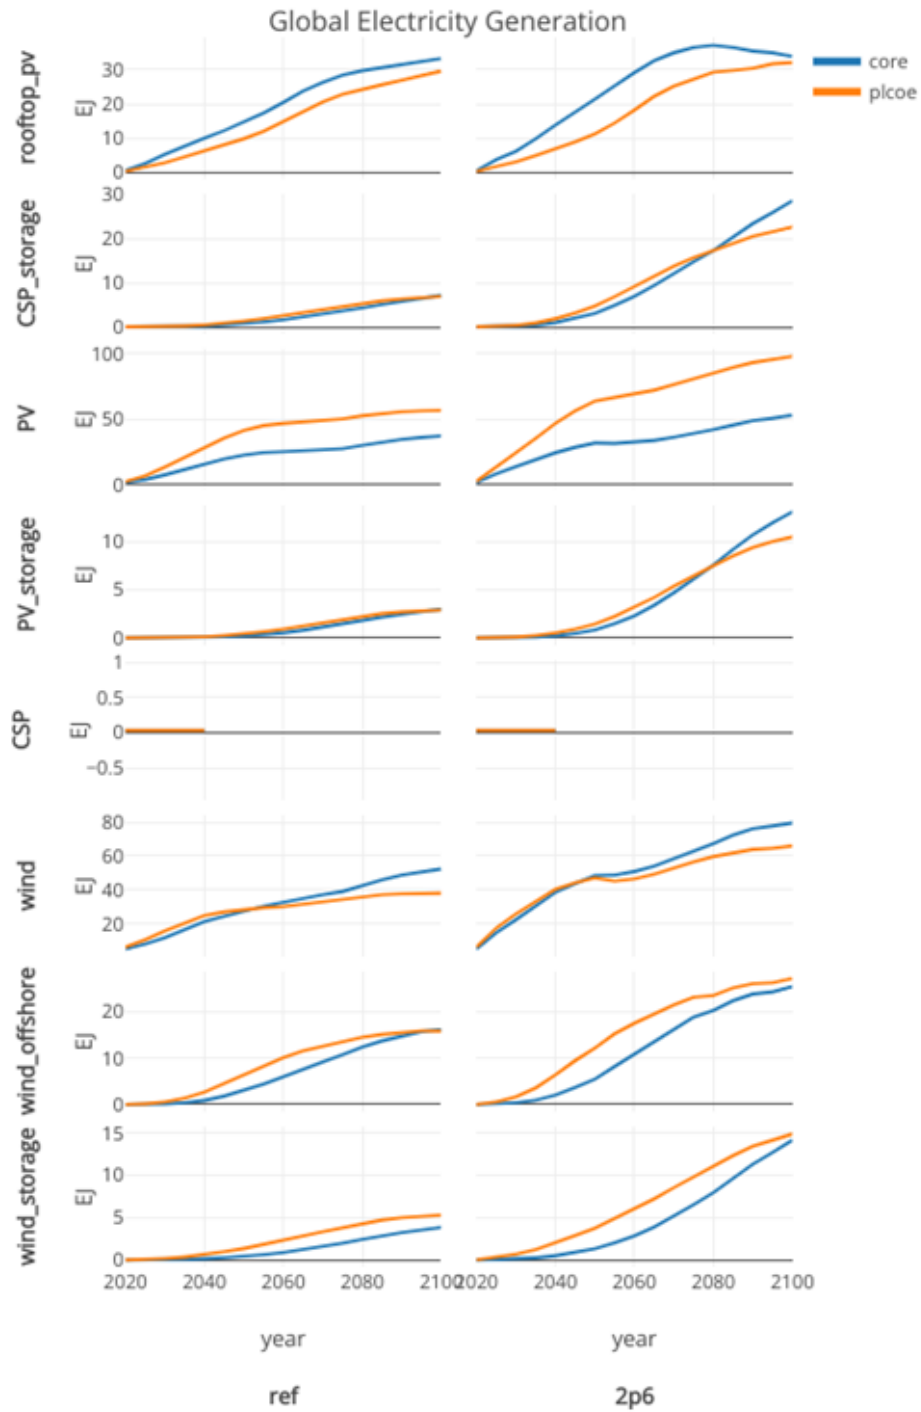 Global Electricity Generation
core
plcoe
rooftop_pv
EJ
30
20
10
0
CSP_storage
EJ
30
20
10
0
PV
EJ
100
50
0
PV_storage
EJ
10
5
0
CSP
EJ
1
0.5
0
−0.5
wind
EJ
80
60
40
20
wind_offshore
EJ
20
10
0
wind_storage
EJ
15
10
5
0
2020 2040 2060 2080 2100 2020 2040 2060 2080 2100
year year
ref 2p6